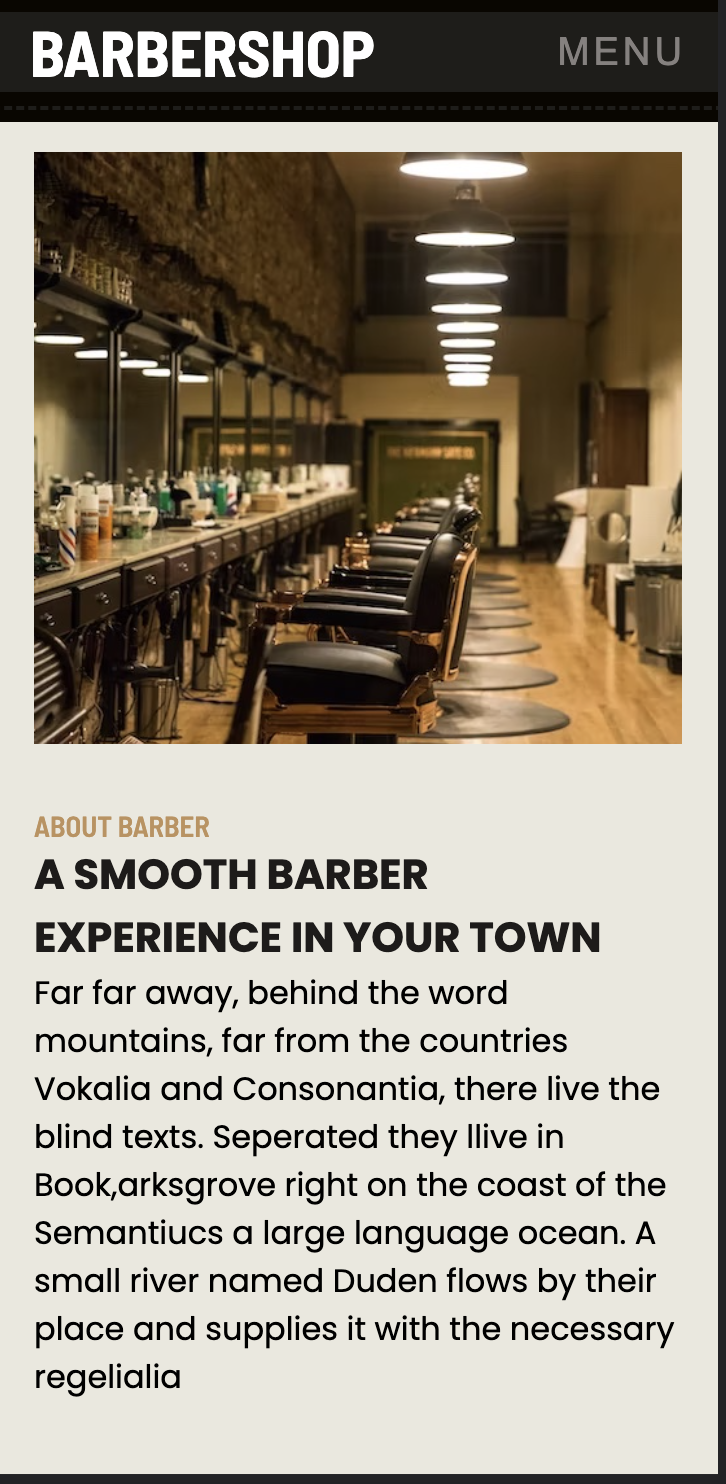 BARBERSHOP
MENU
ABOUT BARBER
A SMOOTH BARBER
EXPERIENCE IN YOUR TOWN
Far far away, behind the word
mountains, far from the countries
Vokalia and Consonantia, there live the
blind texts. Seperated they llive in
Book,arksgrove right on the coast of the
Semantiucs a large language ocean. A
small river named Duden flows by their
place and supplies it with the necessary
regelialia